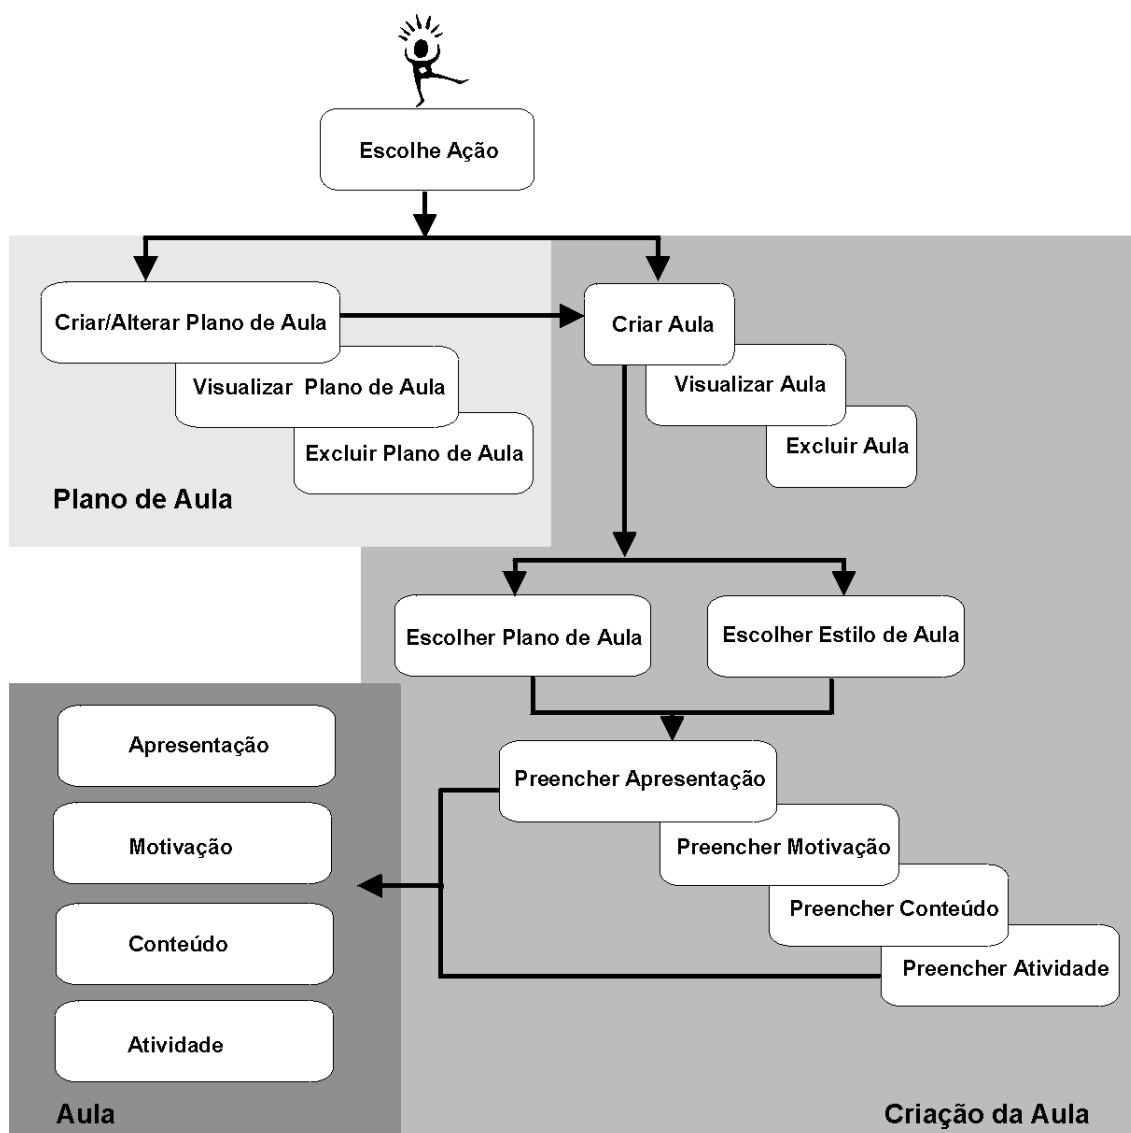 Escolhe Ação
Criar/Alterar Plano de Aula
Visualizar Plano de Aula
Excluir Plano de Aula
Plano de Aula
Criar Aula
Visualizar Aula
Excluir Aula
Escolher Plano de Aula
Escolher Estilo de Aula
Preencher Apresentação
Preencher Motivação
Preencher Conteúdo
Preencher Atividade
Apresentação
Motivação
Conteúdo
Atividade
Aula
Criação da Aula